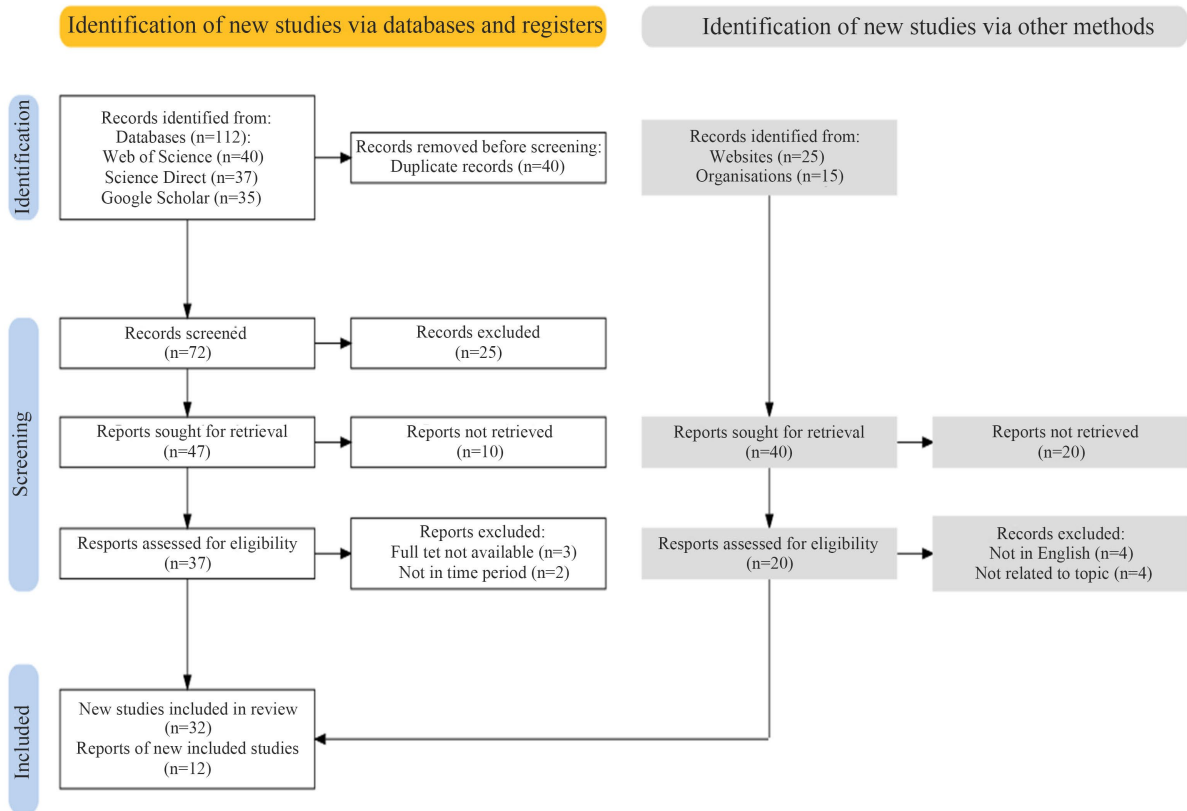 Identification of new studies via databases and registers
Identification of new studies via other methods
Identification
Records identified from:
Databases (n=112):
Web of Science (n=40)
Science Direct (n=37)
Google Scholar (n=35)
Records removed before screening:
Duplicate records (n=40)
Records identified from:
Websites (n=25)
Organisations (n=15)
Screening
Records screened
(n=72)
Records excluded
(n=25)
Reports sought for retrieval
(n=47)
Reports not retrieved
(n=10)
Reports sought for retrieval
(n=40)
Reports not retrieved
(n=20)
Resports assessed for eligibility
(n=37)
Reports excluded:
Full tet not available (n=3)
Not in time period (n=2)
Resports assessed for eligibility
(n=20)
Records excluded:
Not in English (n=4)
Not related to topic (n=4)
Included
New studies included in review
(n=32)
Reports of new included studies
(n=12)